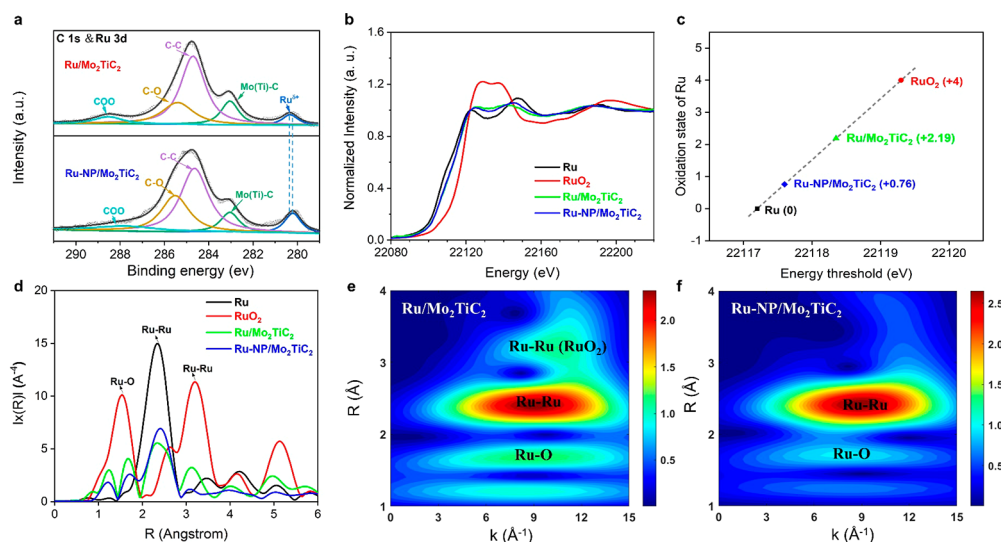 a
C 1s & Ru 3d
Ru/Mo₂TiC₂
C-C
C-O
Mo(Ti)-C
COO
Ruᵟ⁺
Ru-NP/Mo₂TiC₂
C-C
C-O
Mo(Ti)-C
COO
Intensity (a.u.)
290 288 286 284 282 280
Binding energy (ev)
b
Normalized Intensity (a. u.)
1.6
1.2
0.8
0.4
0.0
Ru
RuO₂
Ru/Mo₂TiC₂
Ru-NP/Mo₂TiC₂
22080 22120 22160 22200
Energy (eV)
c
Oxidation state of Ru
5
4
3
2
1
0
RuO₂ (+4)
Ru/Mo₂TiC₂ (+2.19)
Ru-NP/Mo₂TiC₂ (+0.76)
Ru (0)
22117 22118 22119 22120
Energy threshold (eV)
d
Iχ(R)I (A⁻⁴)
20
15
10
5
0
Ru
RuO₂
Ru/Mo₂TiC₂
Ru-NP/Mo₂TiC₂
Ru-Ru
Ru-Ru
Ru-O
0 1 2 3 4 5 6
R (Angstrom)
e
Ru/Mo₂TiC₂
Ru-Ru (RuO₂)
Ru-Ru
Ru-O
R (Å)
4
3
2
1
0 3 6 9 12 15
k (Å⁻¹)
2.0
1.5
1.0
0.5
f
Ru-NP/Mo₂TiC₂
Ru-Ru
Ru-O
R (Å)
4
3
2
1
0 3 6 9 12 15
k (Å⁻¹)
2.5
2.0
1.5
1.0
0.5
0.0